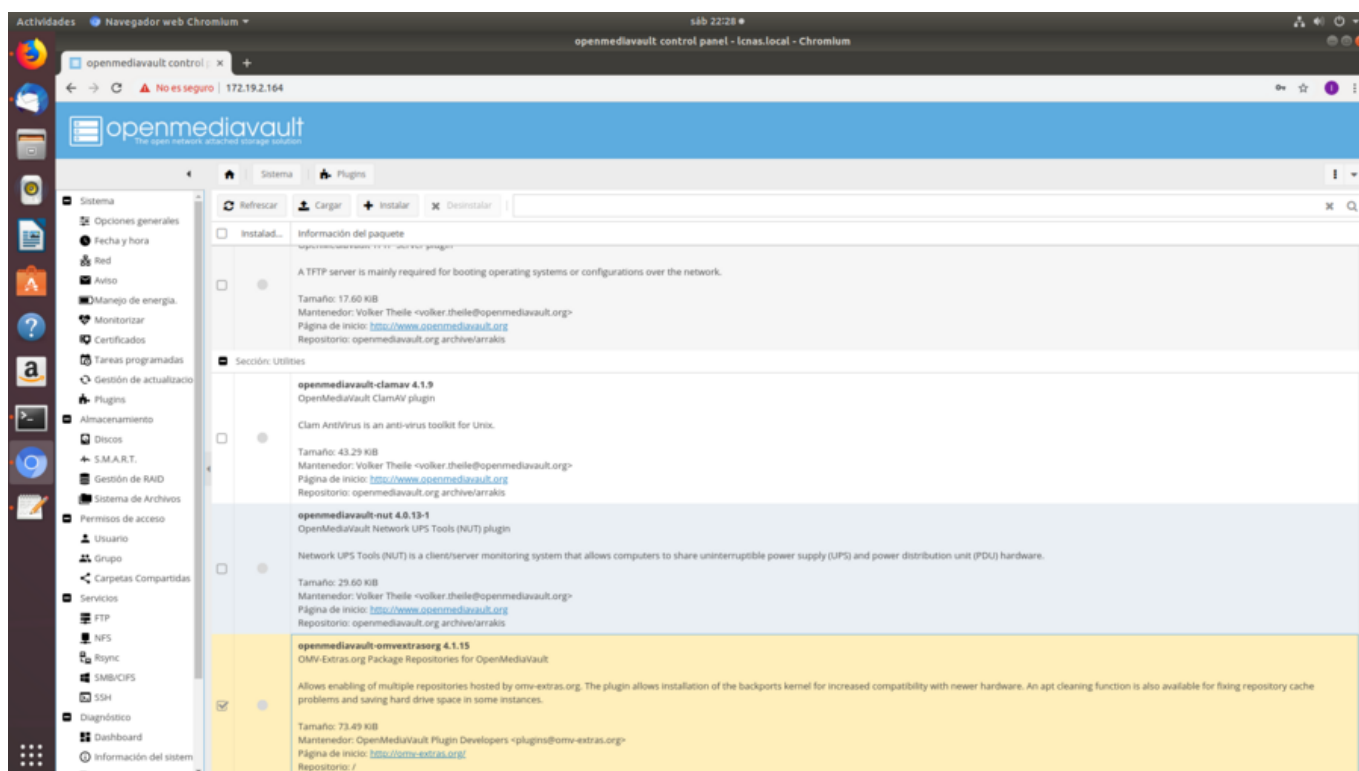 Actividades Navegador web Chromium sáb 22:28
openmediavault control panel - lcnas.local - Chromium
openmediavault control p
No es seguro 172.19.2.164
openmediavault
The open network attached storage solution
Sistema Plugins
Refrescar Cargar Instalar Desinstalar
Instalad... Información del paquete
Sistema
Opciones generales
Fecha y hora
Red
Aviso
Manejo de energía.
Monitorizar
Certificados
Tareas programadas
Gestión de actualizacio
Plugins
Almacenamiento
Discos
S.M.A.R.T.
Gestión de RAID
Sistema de Archivos
Permisos de acceso
Usuario
Grupo
Carpetas Compartidas
Servicios
FTP
NFS
Rsync
SMB/CIFS
SSH
Diagnóstico
Dashboard
Información del sistem
OpenMediaVault TFTP-Server plugin
A TFTP server is mainly required for booting operating systems or configurations over the network.
Tamaño: 17.60 KiB
Mantenedor: Volker Theile <volker.theile@openmediavault.org>
Página de inicio: http://www.openmediavault.org
Repositorio: openmediavault.org archive/arrakis
Sección: Utilities
openmediavault-clamav 4.1.9
OpenMediaVault ClamAV plugin
Clam AntiVirus is an anti-virus toolkit for Unix.
Tamaño: 43.29 KiB
Mantenedor: Volker Theile <volker.theile@openmediavault.org>
Página de inicio: http://www.openmediavault.org
Repositorio: openmediavault.org archive/arrakis
openmediavault-nut 4.0.13-1
OpenMediaVault Network UPS Tools (NUT) plugin
Network UPS Tools (NUT) is a client/server monitoring system that allows computers to share uninterruptible power supply (UPS) and power distribution unit (PDU) hardware.
Tamaño: 29.60 KiB
Mantenedor: Volker Theile <volker.theile@openmediavault.org>
Página de inicio: http://www.openmediavault.org
Repositorio: openmediavault.org archive/arrakis
openmediavault-omvextrasorg 4.1.15
OMV-Extras.org Package Repositories for OpenMediaVault
Allows enabling of multiple repositories hosted by omv-extras.org. The plugin allows installation of the backports kernel for increased compatibility with newer hardware. An apt cleaning function is also available for fixing repository cache
problems and saving hard drive space in some instances.
Tamaño: 73.49 KiB
Mantenedor: OpenMediaVault Plugin Developers <plugins@omv-extras.org>
Página de inicio: http://omv-extras.org/
Repositorio: /